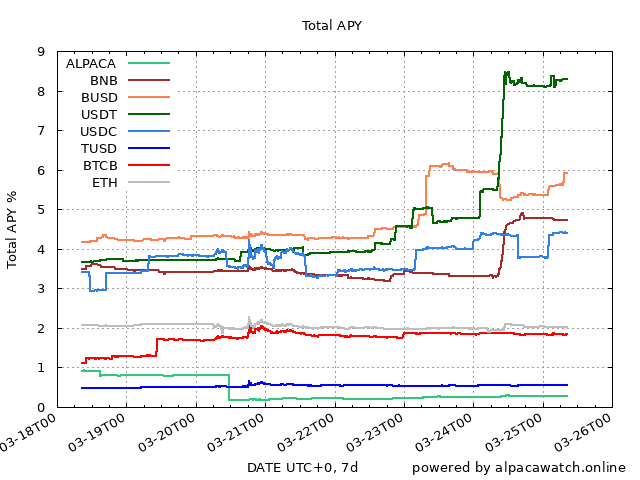 Total APY
9
8
7
6
5
4
3
2
1
0
Total APY %
ALPACA
BNB
BUSD
USDT
USDC
TUSD
BTCB
ETH
03-18T00
03-19T00
03-20T00
03-21T00
03-22T00
03-23T00
03-24T00
03-25T00
03-26T00
DATE UTC+0, 7d
powered by alpacawatch.online